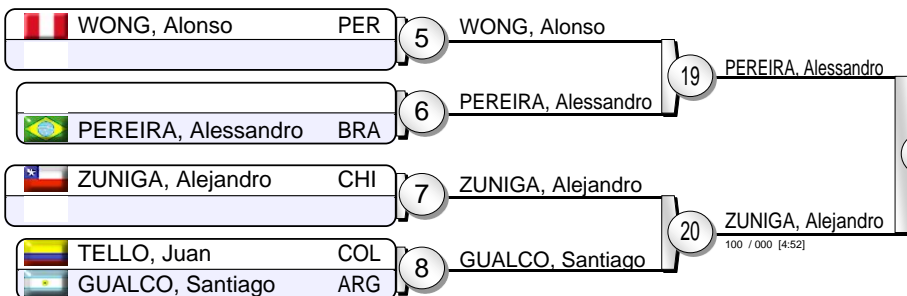 WONG, Alonso PER
5
WONG, Alonso
19
PEREIRA, Alessandro
6
PEREIRA, Alessandro
PEREIRA, Alessandro BRA
ZUNIGA, Alejandro CHI
7
ZUNIGA, Alejandro
20
ZUNIGA, Alejandro
100 / 000 [4:52]
TELLO, Juan COL
8
GUALCO, Santiago
GUALCO, Santiago ARG